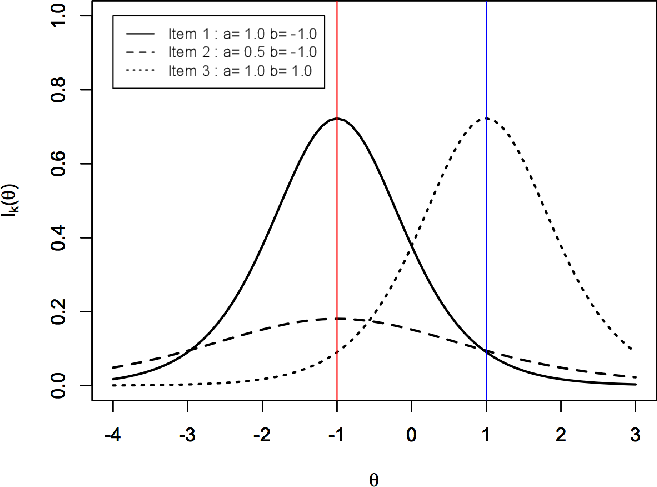 1.0
0.8
0.6
0.4
0.2
0.0
Iₖ(θ)
Item 1 : a= 1.0 b= -1.0
Item 2 : a= 0.5 b= -1.0
Item 3 : a= 1.0 b= 1.0
-4 -3 -2 -1 0 1 2 3
θ